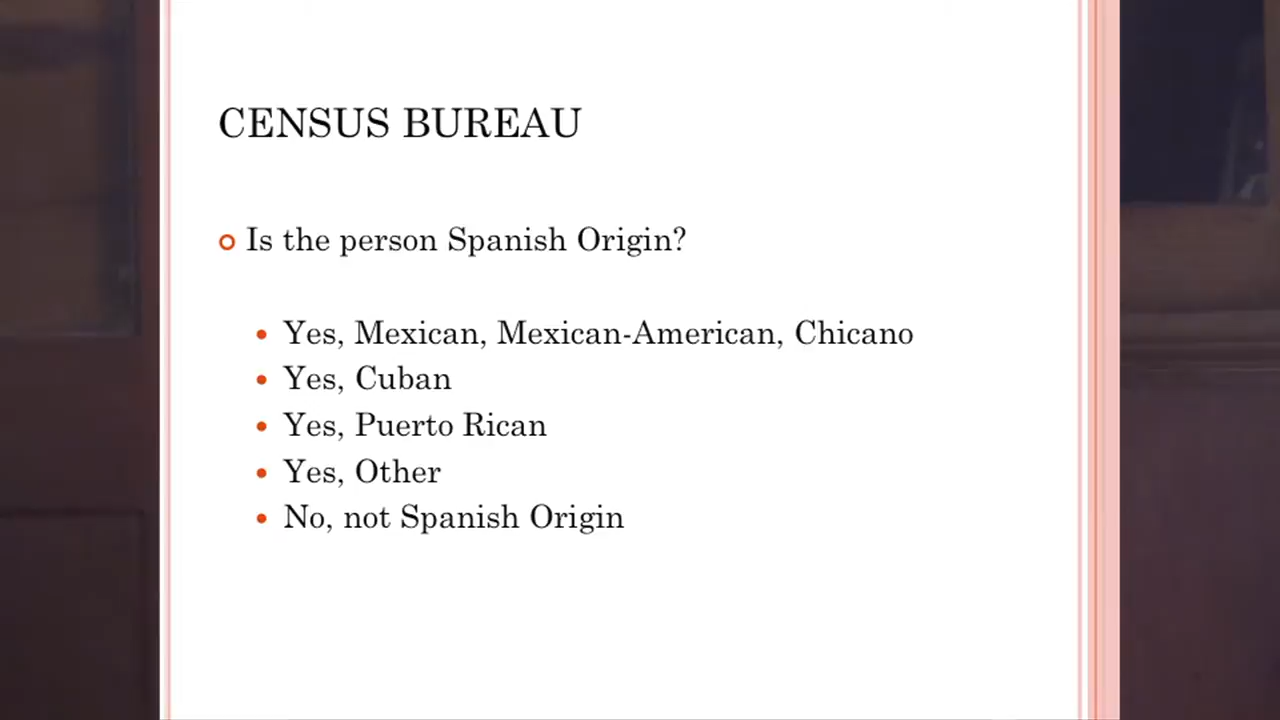 CENSUS BUREAU
Is the person Spanish Origin?
Yes, Mexican, Mexican-American, Chicano
Yes, Cuban
Yes, Puerto Rican
Yes, Other
No, not Spanish Origin